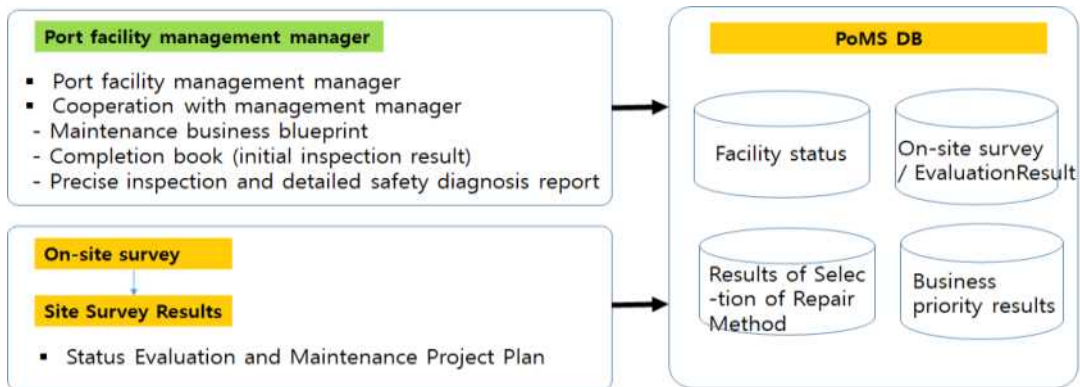 Port facility management manager
▪ Port facility management manager
▪ Cooperation with management manager
- Maintenance business blueprint
- Completion book (initial inspection result)
- Precise inspection and detailed safety diagnosis report
On-site survey
Site Survey Results
▪ Status Evaluation and Maintenance Project Plan
PoMS DB
Facility status
On-site survey
/ EvaluationResult
Results of Selec
-tion of Repair
Method
Business
priority results